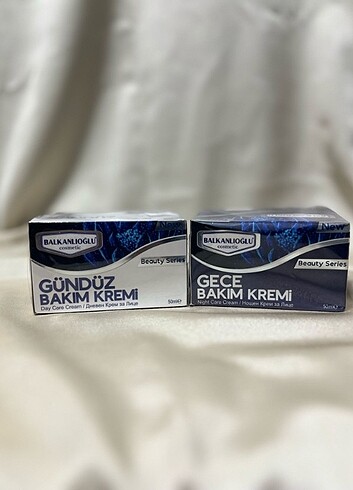 New
BALKANLIOĞLU
cosmetic
Beauty Series
GÜNDÜZ
BAKIM KREMİ
Day Care Cream / Дневен Крем за Лице
50ml e
New
BALKANLIOĞLU
cosmetic
Beauty Series
GECE
BAKIM KREMİ
Night Care Cream / Нощен Крем за Лице
50ml e